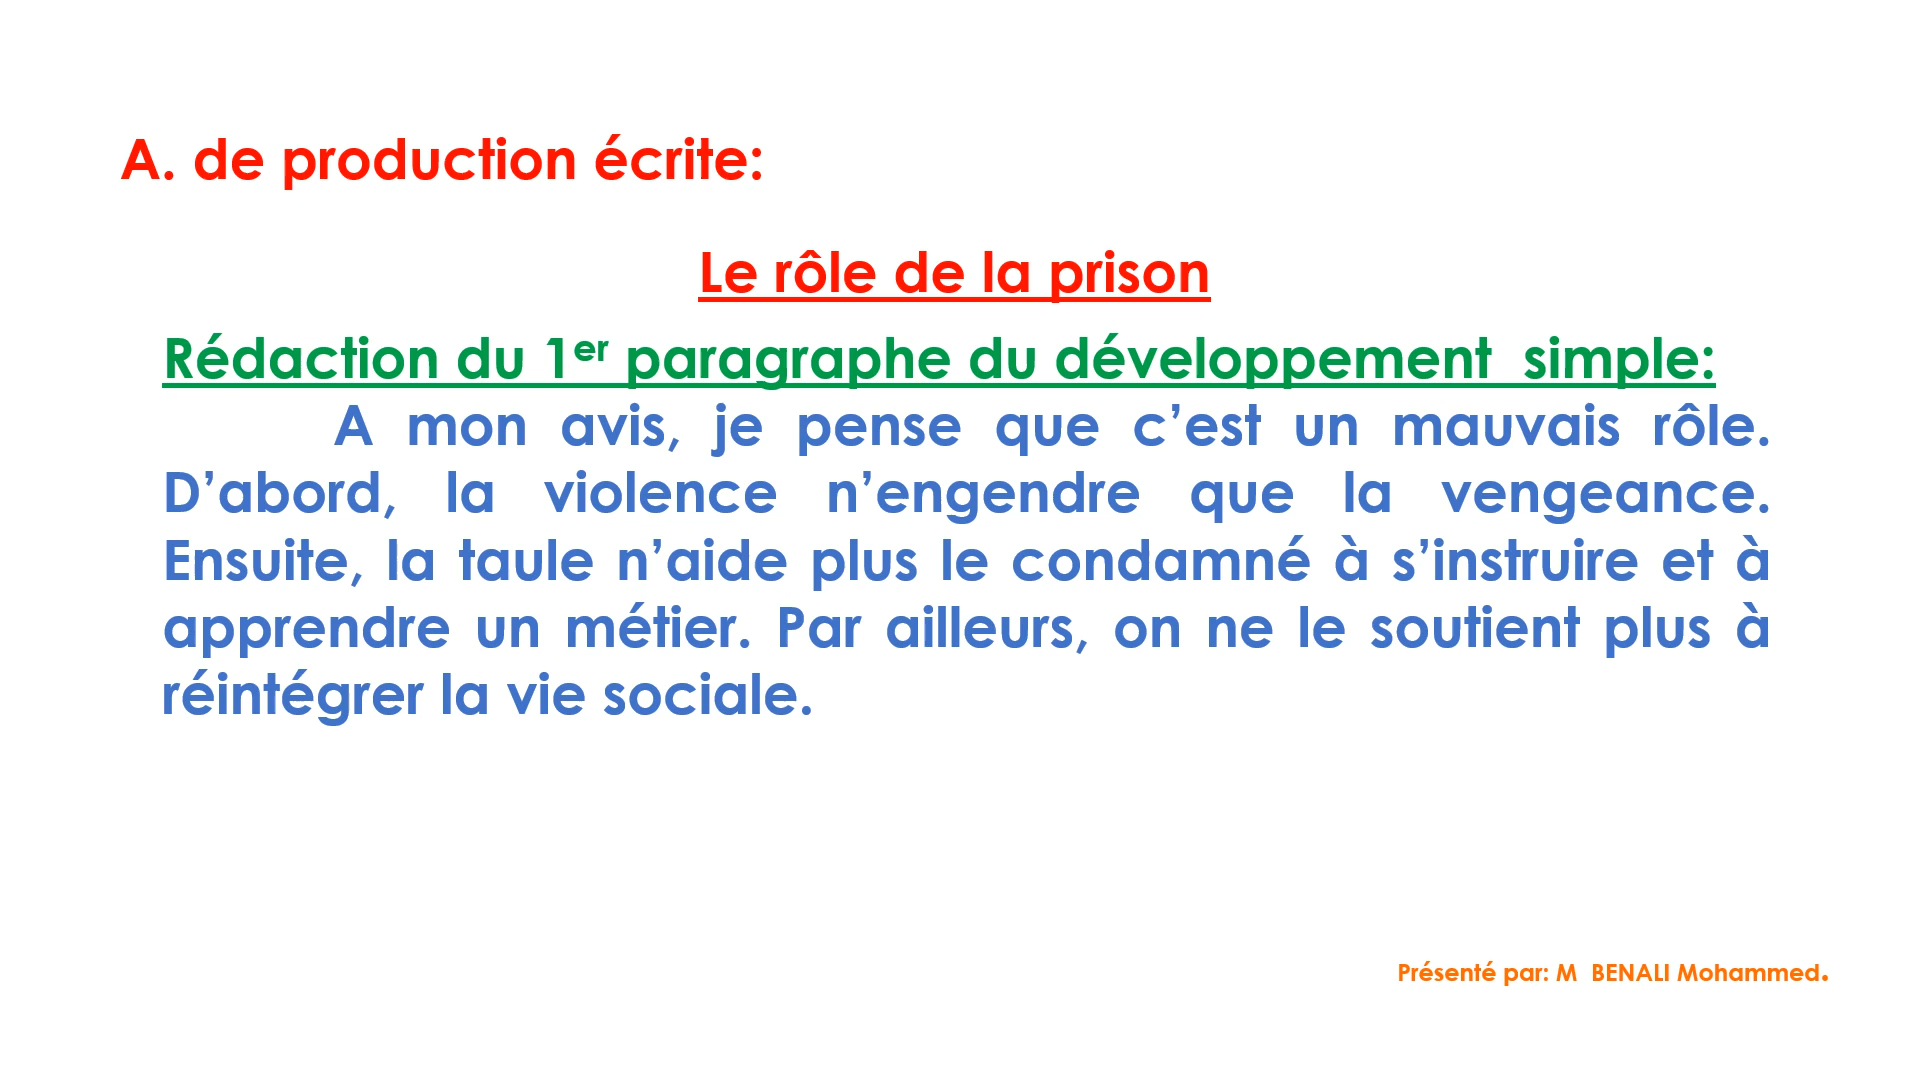 A. de production écrite:
Le rôle de la prison
Rédaction du 1er paragraphe du développement  simple:
A mon avis, je pense que c’est un mauvais rôle.
D’abord, la violence n’engendre que la vengeance.
Ensuite, la taule n’aide plus le condamné à s’instruire et à
apprendre un métier. Par ailleurs, on ne le soutient plus à
réintégrer la vie sociale.
Présenté par: M  BENALI Mohammed.